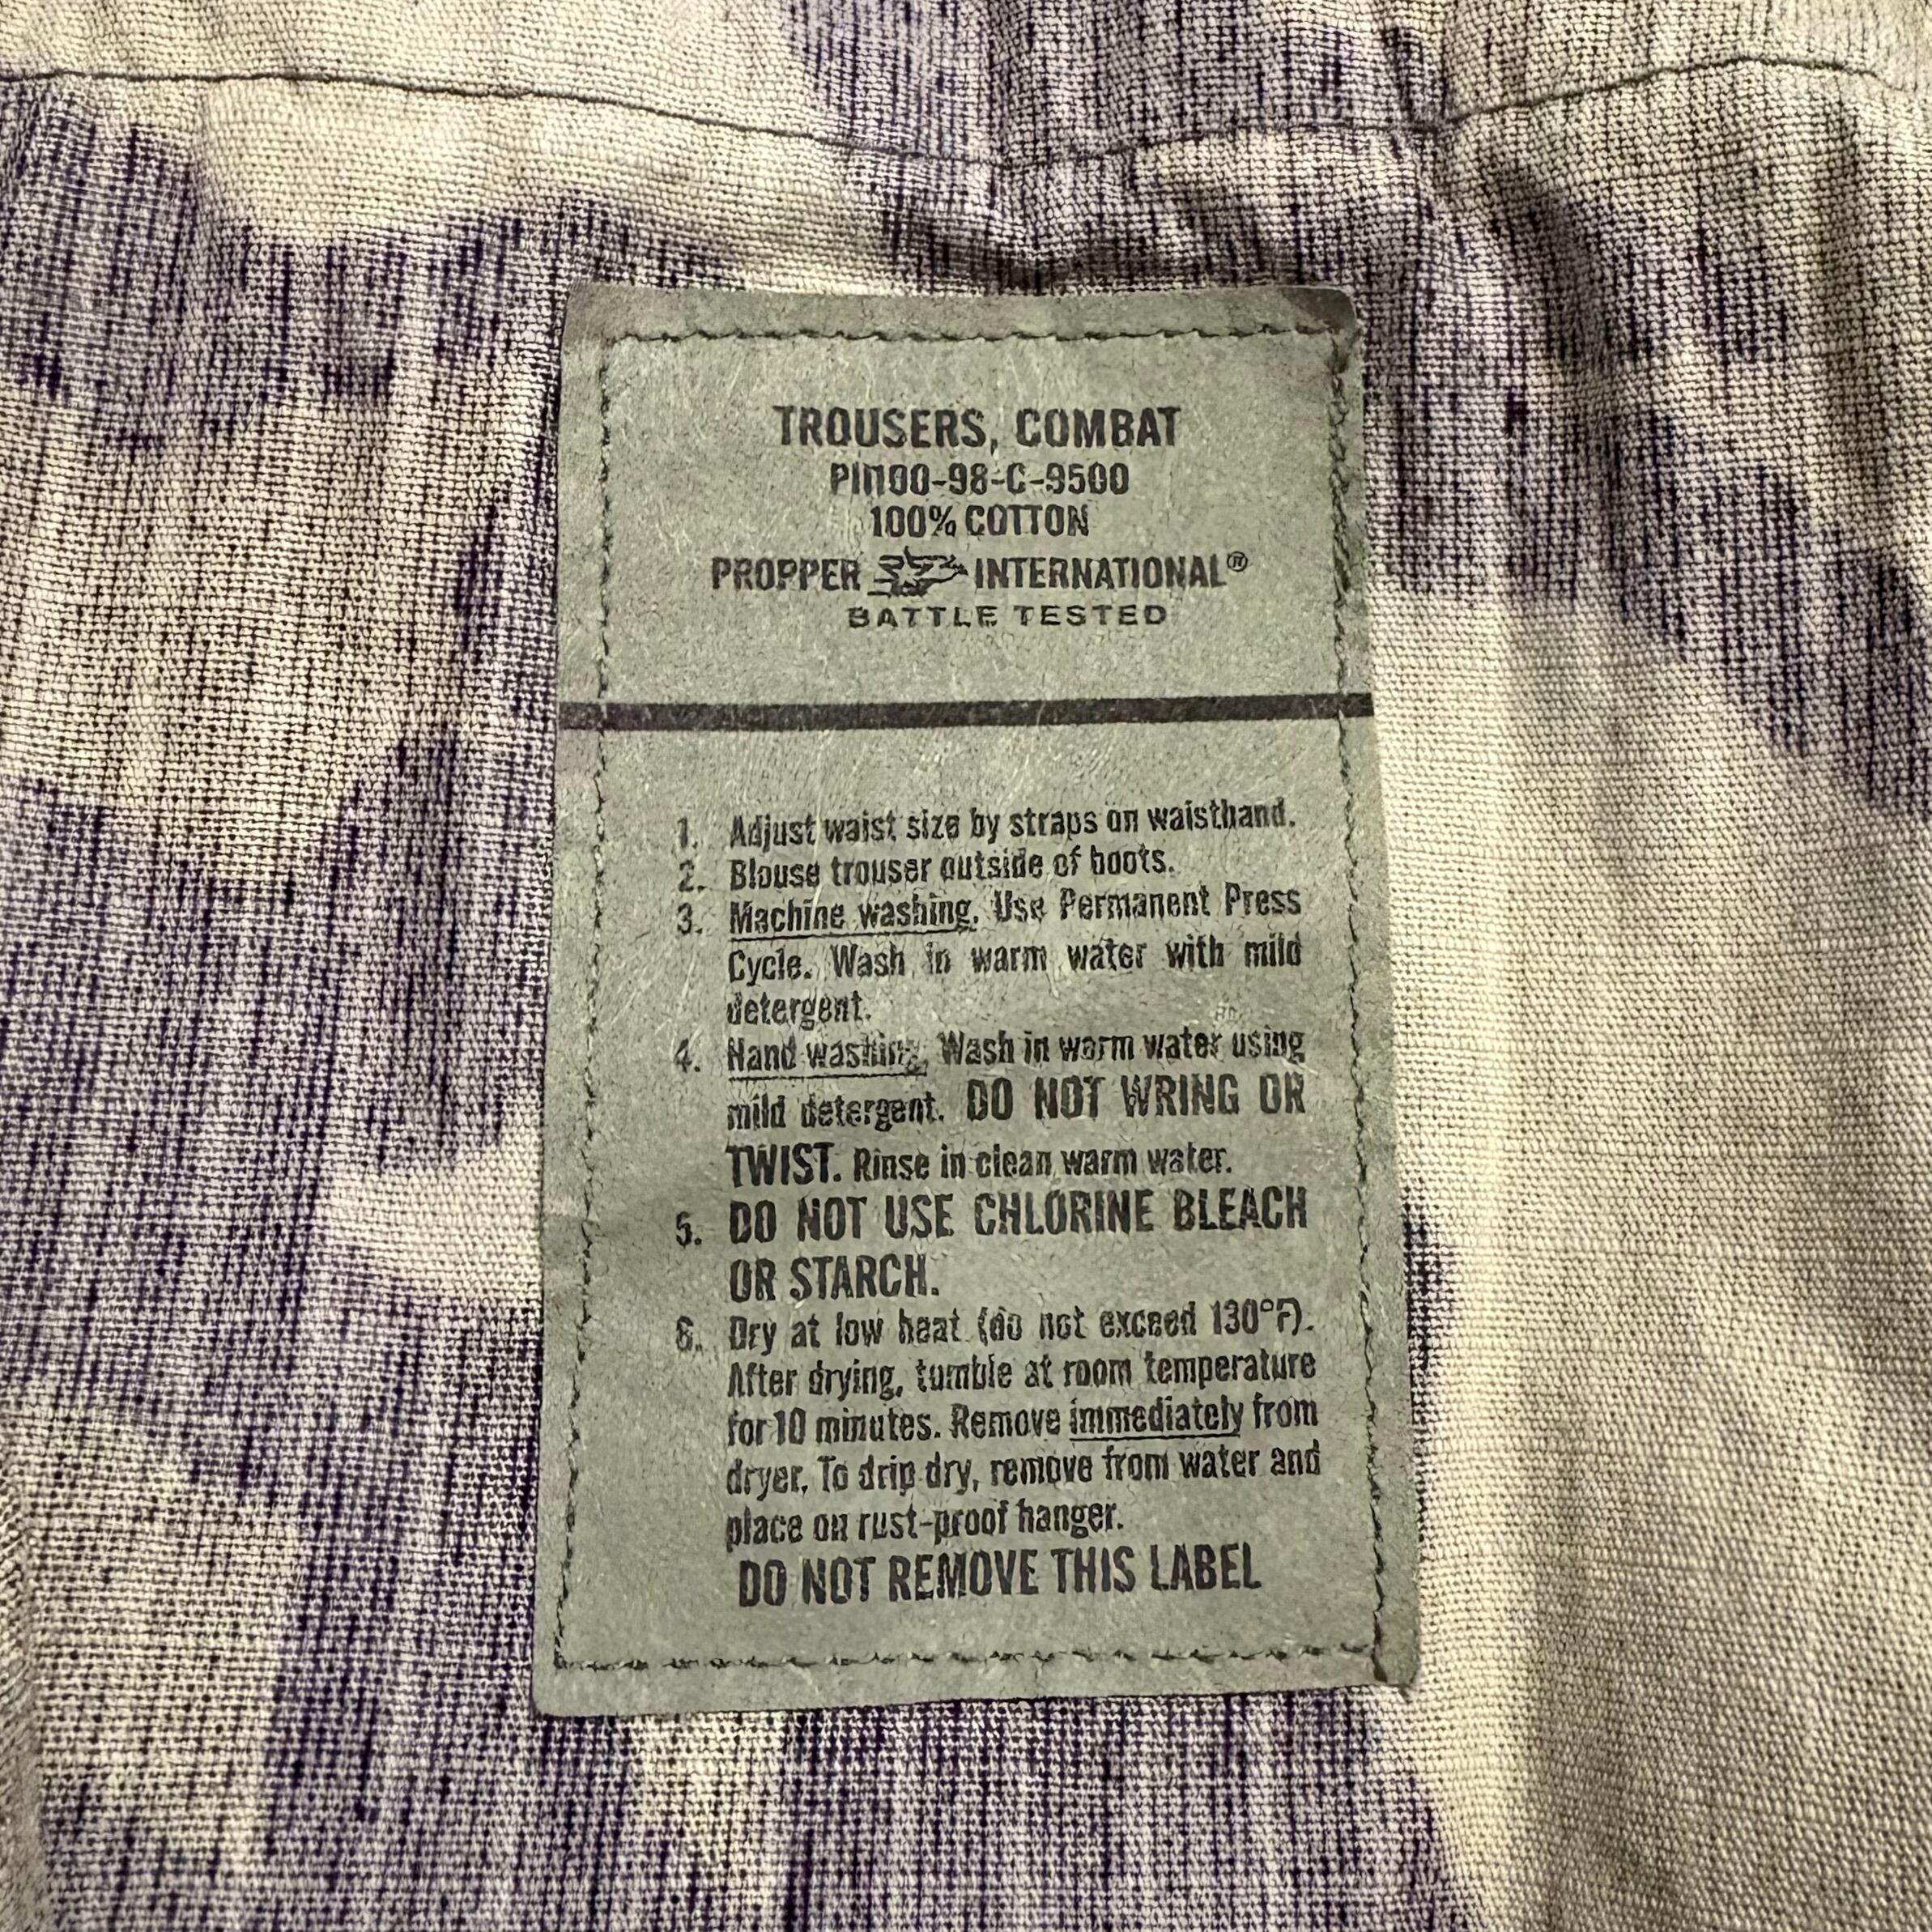 TROUSERS, COMBAT
PII100-98-C-9500
100% COTTON
PROPPER INTERNATIONAL®
BATTLE TESTED
1. Adjust waist size by straps on waistband.
2. Blouse trouser outside of boots.
3. Machine washing. Use Permanent Press
Cycle. Wash in warm water with mild
detergent.
4. Hand washing. Wash in warm water using
mild detergent. DO NOT WRING OR
TWIST. Rinse in clean warm water.
5. DO NOT USE CHLORINE BLEACH
OR STARCH.
6. Dry at low heat (do not exceed 130°F).
After drying, tumble at room temperature
for 10 minutes. Remove immediately from
dryer. To drip dry, remove from water and
place on rust-proof hanger.
DO NOT REMOVE THIS LABEL